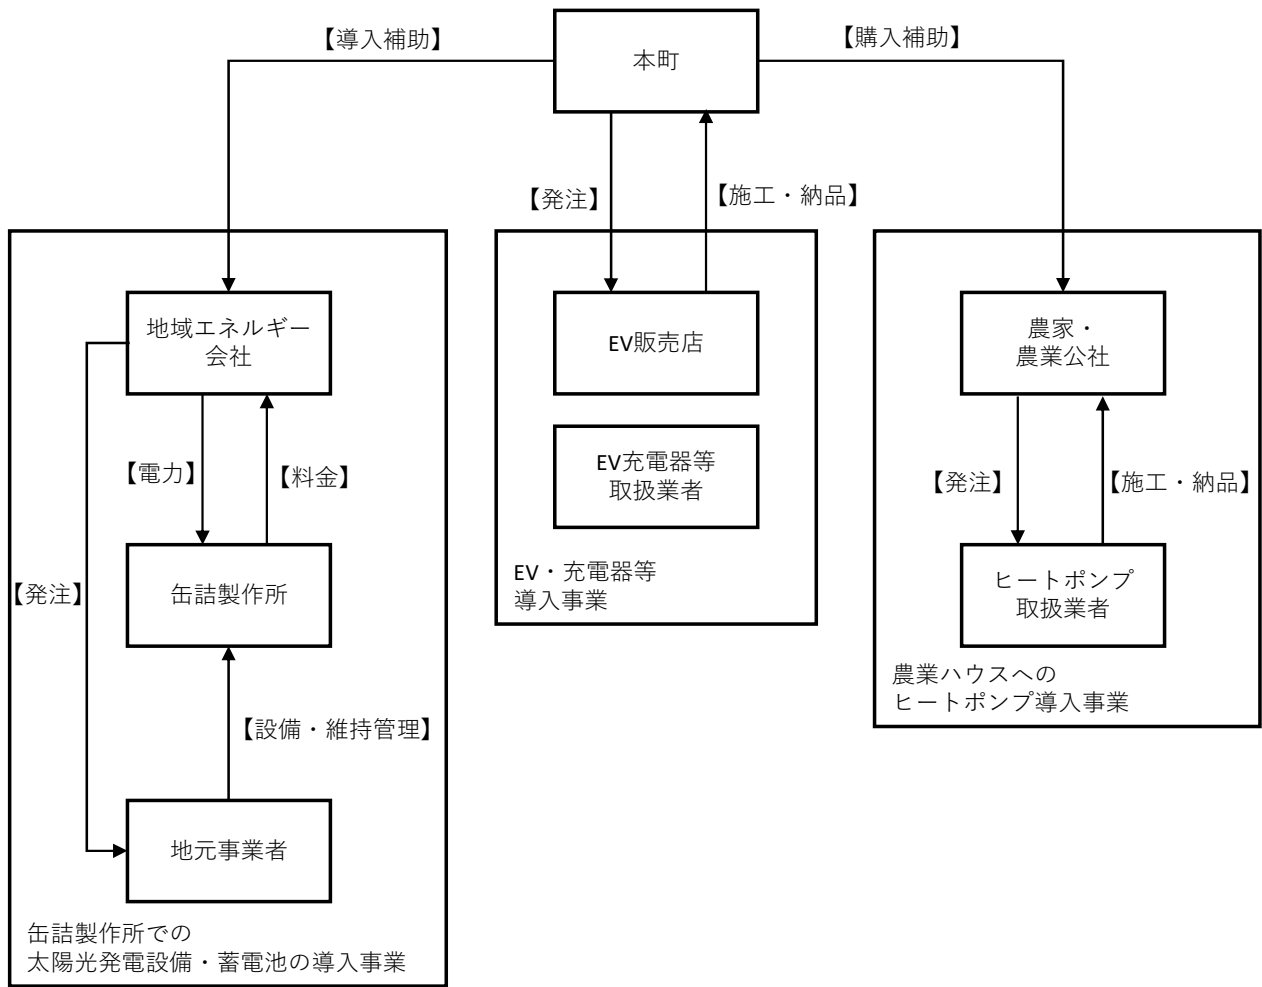 本町
【導入補助】
【購入補助】
【発注】
【施工・納品】
地域エネルギー
会社
【電力】
【料金】
【発注】
缶詰製作所
【設備・維持管理】
地元事業者
缶詰製作所での
太陽光発電設備・蓄電池の導入事業
EV販売店
EV充電器等
取扱業者
EV・充電器等
導入事業
農家・
農業公社
【発注】
【施工・納品】
ヒートポンプ
取扱業者
農業ハウスへの
ヒートポンプ導入事業